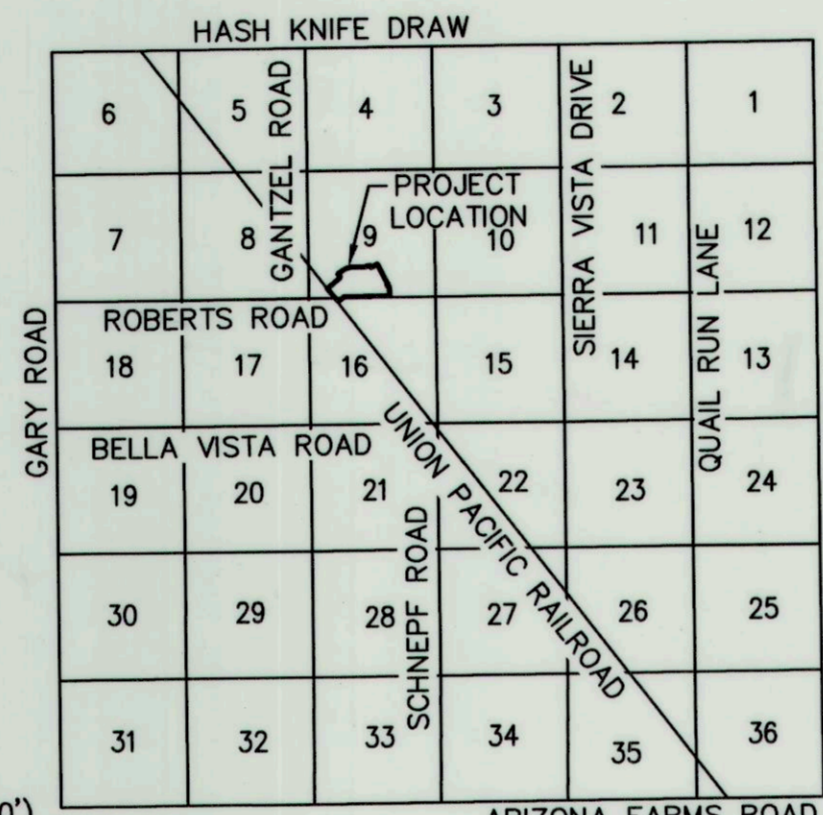 HASH KNIFE DRAW
6 5 4 3 2 1
GANTZEL ROAD
SIERRA VISTA DRIVE
PROJECT
LOCATION
7 8 9 10 11 12
QUAIL RUN LANE
ROBERTS ROAD
GARY ROAD
18 17 16 15 14 13
UNION PACIFIC RAILROAD
BELLA VISTA ROAD
19 20 21 22 23 24
SCHNEPF ROAD
30 29 28 27 26 25
31 32 33 34 35 36
0')
ARIZONA FARMS ROAD